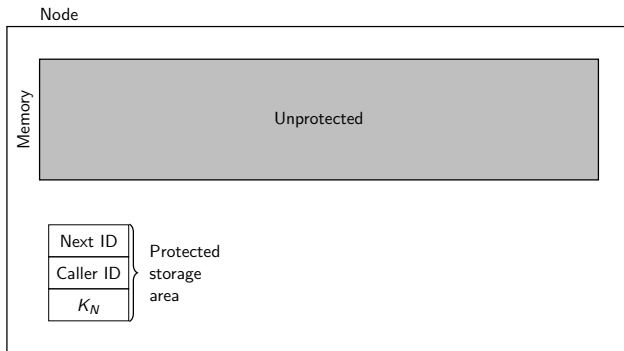 Node
Memory
Unprotected
Next ID
Caller ID
K_N
Protected
storage
area